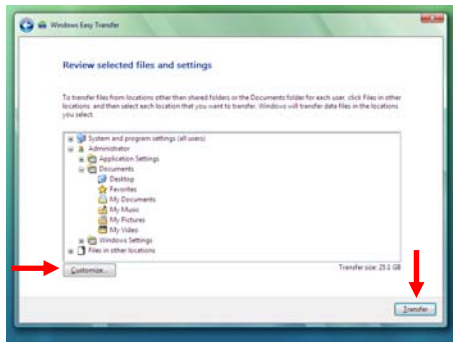 Windows Easy Transfer
Review selected files and settings
To transfer files from locations other than shared folders or the Documents folder for each user, click Files in other
locations and then select each location that you want to transfer. Windows will transfer data files in the locations
you select.
System and program settings (all users)
Administrator
Application Settings
Documents
Desktop
Favorites
My Documents
My Music
My Pictures
My Video
Windows Settings
Files in other locations
Customize...
Transfer size: 25.1 GB
Transfer